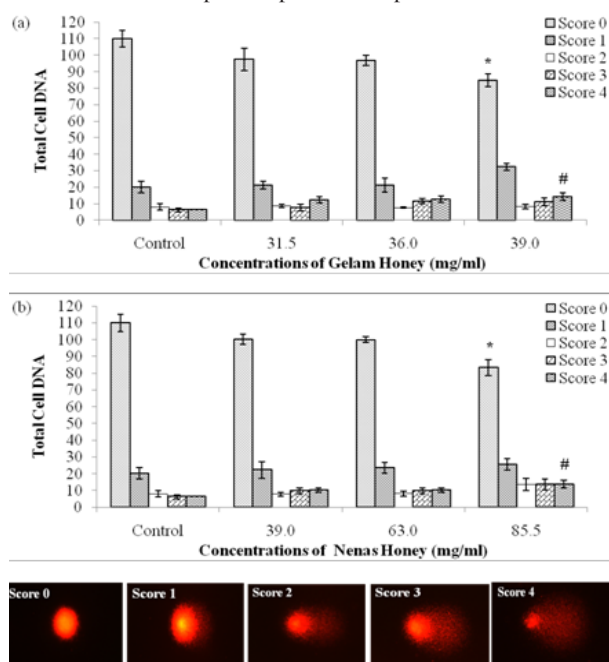 (a)
120
110
100
90
80
70
60
50
40
30
20
10
0
Total Cell DNA
*
#
Score 0
Score 1
Score 2
Score 3
Score 4
Control 31.5 36.0 39.0
Concentrations of Gelam Honey (mg/ml)
(b)
120
110
100
90
80
70
60
50
40
30
20
10
0
Total Cell DNA
*
#
Score 0
Score 1
Score 2
Score 3
Score 4
Control 39.0 63.0 85.5
Concentrations of Nenas Honey (mg/ml)
Score 0 Score 1 Score 2 Score 3 Score 4